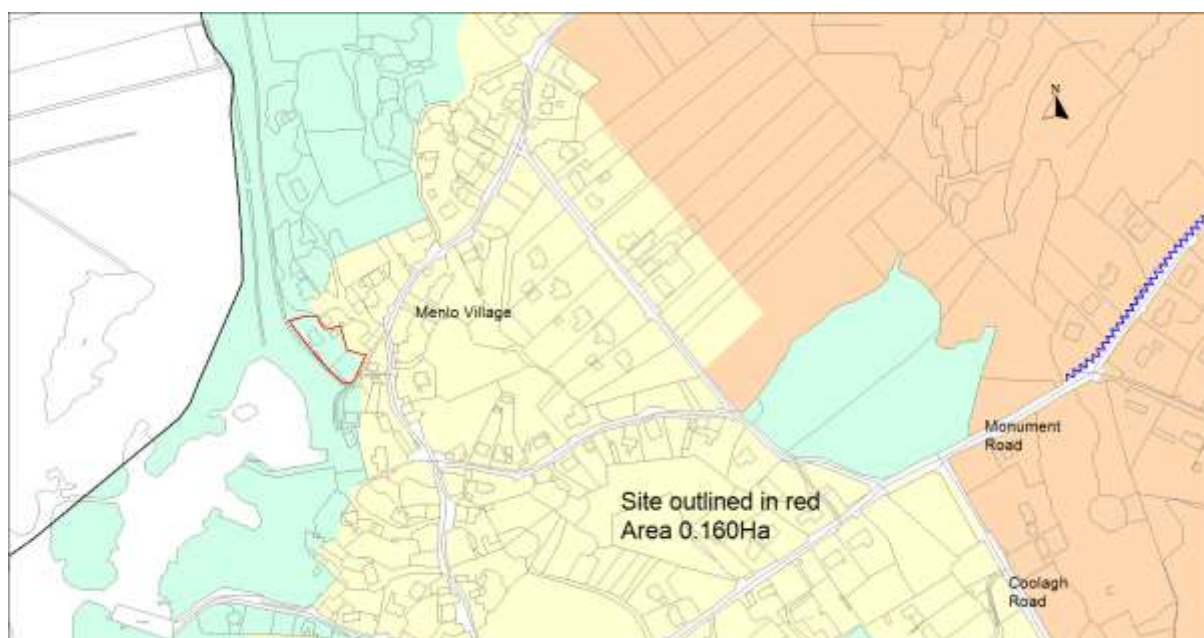 N
Menlo Village
Monument
Road
Site outlined in red
Area 0.160Ha
Coolagh
Road